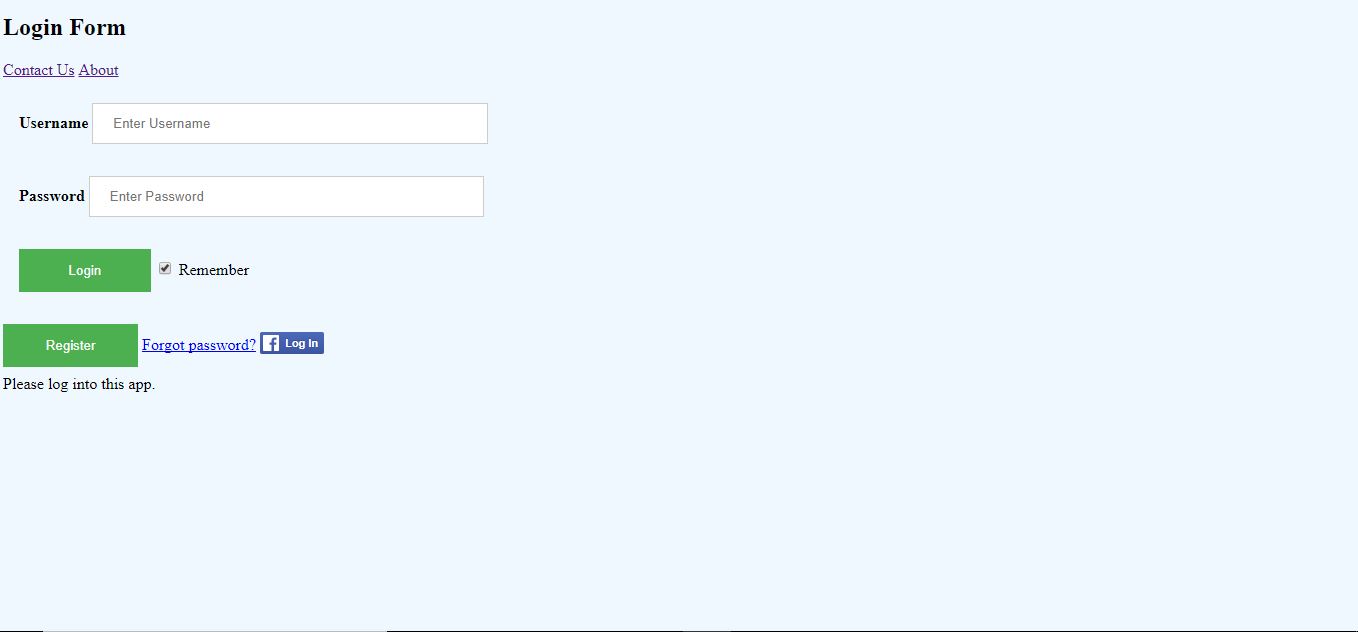 Login Form
Contact Us About
Username Enter Username
Password Enter Password
Login Remember
Register Forgot password? f Log In
Please log into this app.